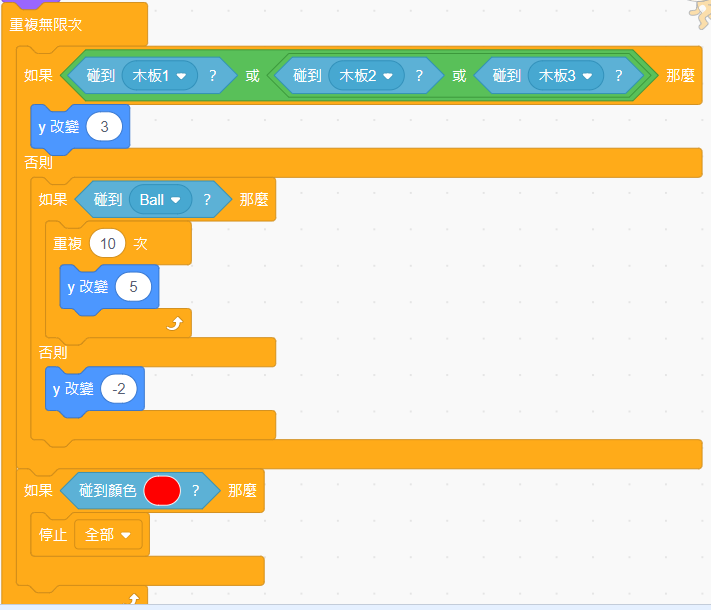 重複無限次
如果 碰到 木板1 ? 或 碰到 木板2 ? 或 碰到 木板3 ? 那麼
y 改變 3
否則
如果 碰到 Ball ? 那麼
重複 10 次
y 改變 5
否則
y 改變 -2
如果 碰到顏色 ? 那麼
停止 全部